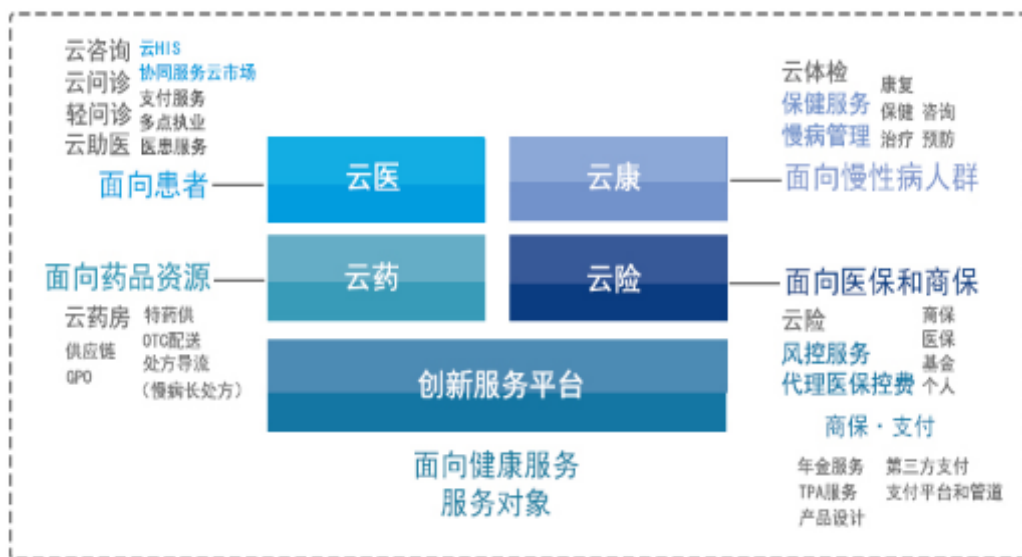 云咨询 云HIS
云问诊 协同服务云市场
轻问诊 支付服务
云助医 多点执业
医患服务
面向患者
云医
云康
云体检
保健服务
慢病管理
康复
保健 咨询
治疗 预防
面向慢性病人群
面向药品资源
云药
云险
面向医保和商保
云药房
供应链
GPO
特药供
OTC配送
处方导流
(慢病长处方)
创新服务平台
云险
风控服务
代理医保控费
商保
医保
基金
个人
商保·支付
年金服务 第三方支付
TPA服务 支付平台和管道
产品设计
面向健康服务
服务对象